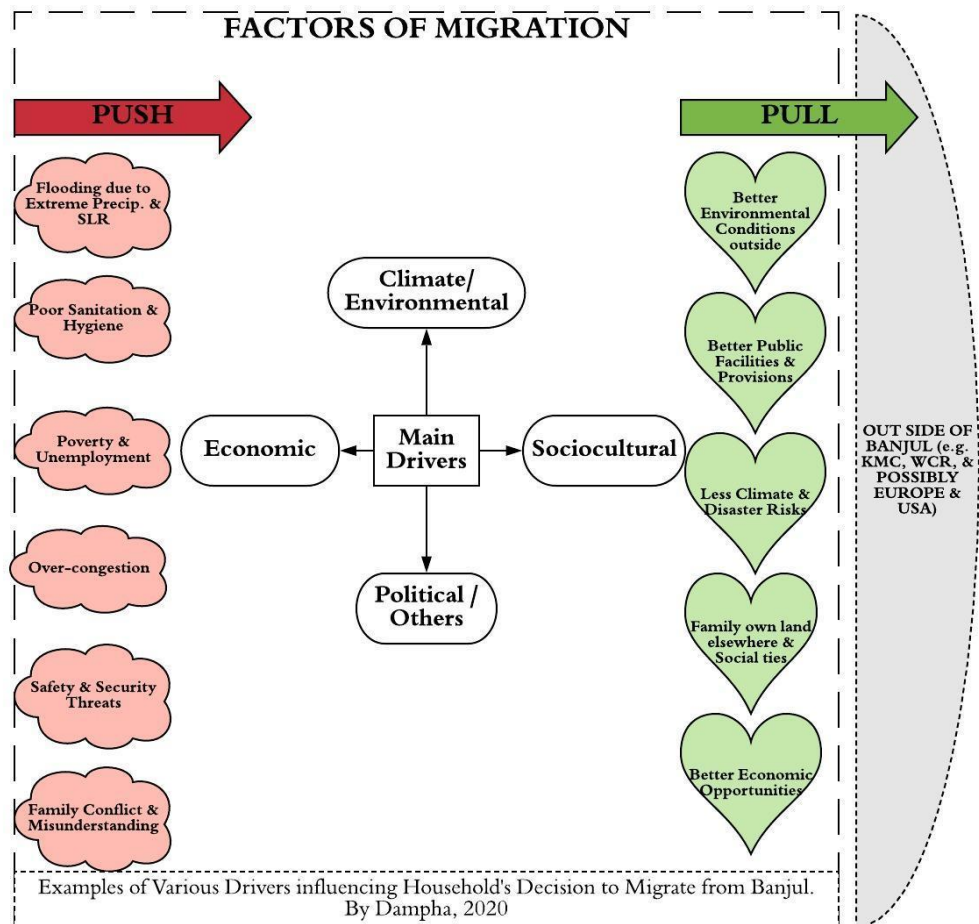 FACTORS OF MIGRATION
PUSH
Flooding due to
Extreme Precip. &
SLR
Poor Sanitation &
Hygiene
Poverty &
Unemployment
Over-congestion
Safety & Security
Threats
Family Conflict &
Misunderstanding
Climate/
Environmental
Economic
Main
Drivers
Sociocultural
Political /
Others
PULL
Better
Environmental
Conditions
outside
Better Public
Facilities &
Provisions
Less Climate &
Disaster Risks
Family own land
elsewhere &
Social ties
Better Economic
Opportunities
OUT SIDE OF
BANJUL (e.g.
KMC, WCR, &
POSSIBLY
EUROPE &
USA)
Examples of Various Drivers influencing Household's Decision to Migrate from Banjul.
By Dampha, 2020